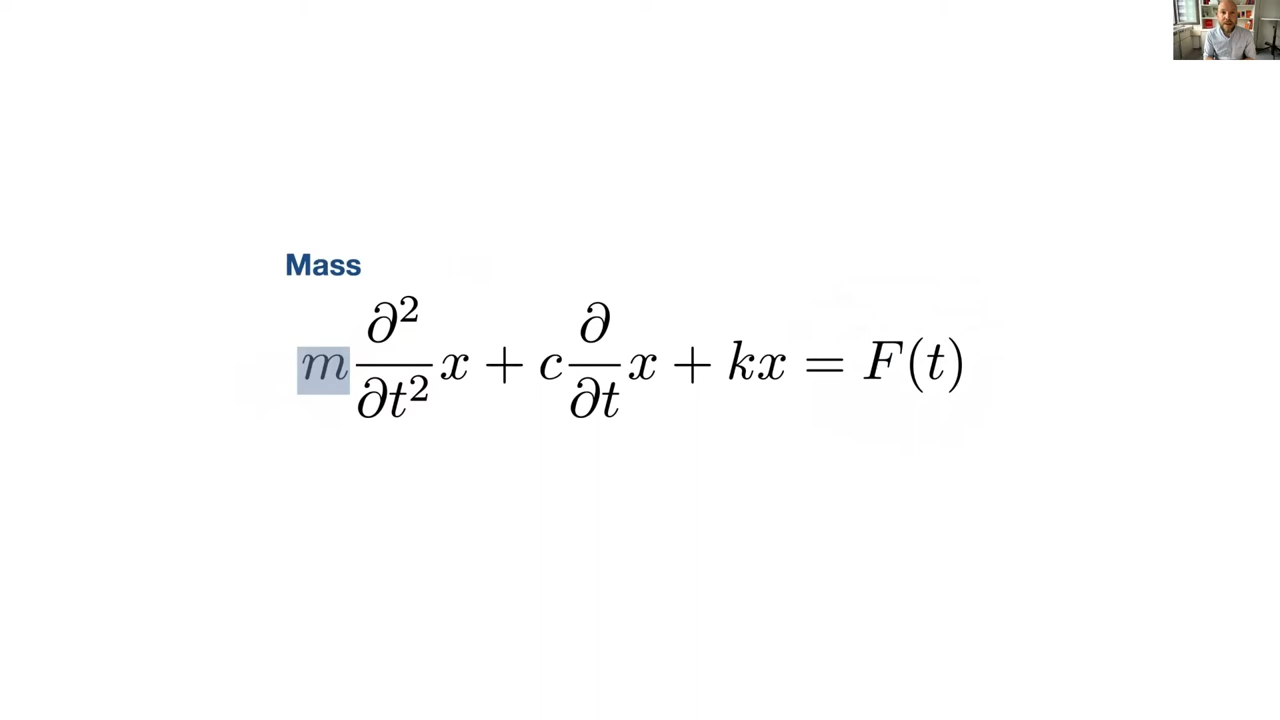 Mass
m ∂²/∂t² x + c ∂/∂t x + kx = F(t)